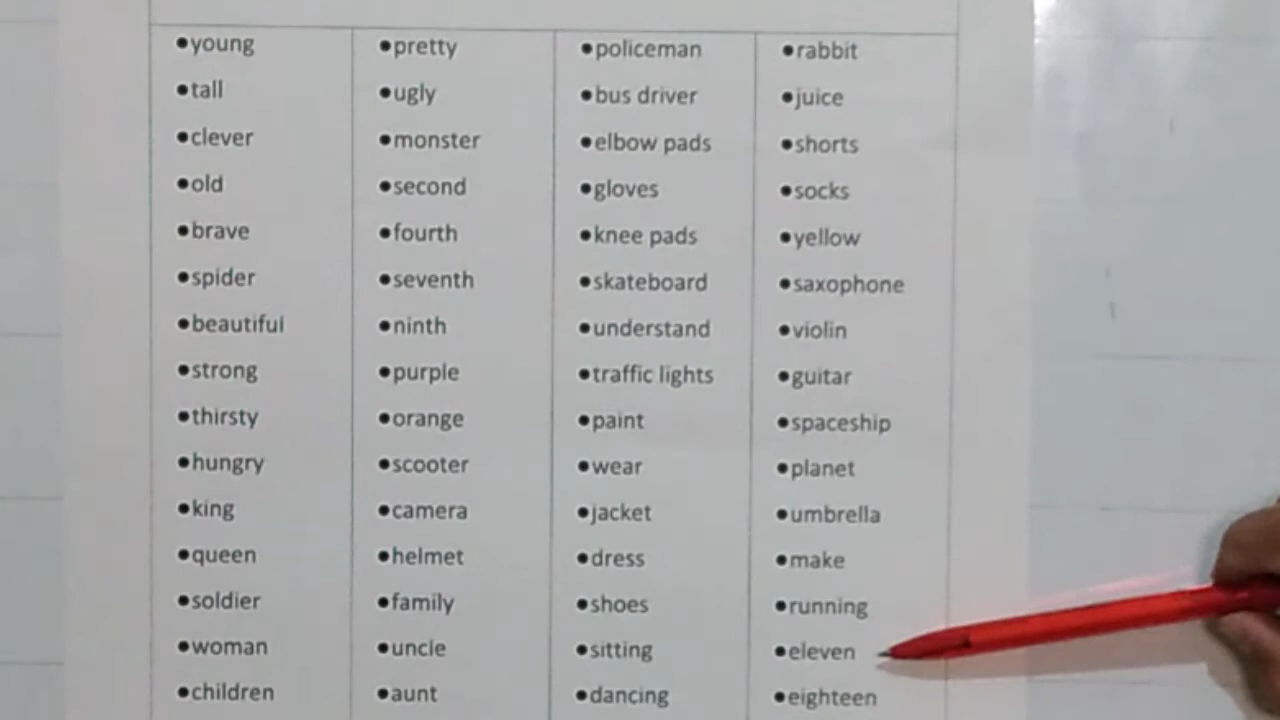 •young •pretty •policeman •rabbit
•tall •ugly •bus driver •juice
•clever •monster •elbow pads •shorts
•old •second •gloves •socks
•brave •fourth •knee pads •yellow
•spider •seventh •skateboard •saxophone
•beautiful •ninth •understand •violin
•strong •purple •traffic lights •guitar
•thirsty •orange •paint •spaceship
•hungry •scooter •wear •planet
•king •camera •jacket •umbrella
•queen •helmet •dress •make
•soldier •family •shoes •running
•woman •uncle •sitting •eleven
•children •aunt •dancing •eighteen